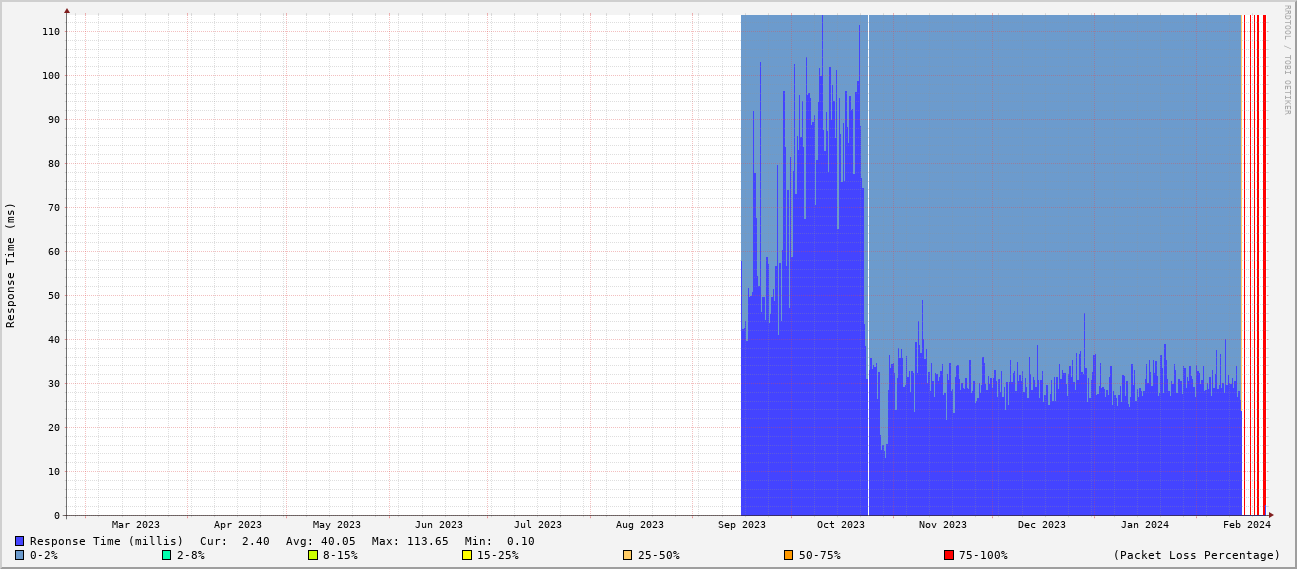 RRDTOOL / TOBI OETIKER
Response Time (ms)
110
100
90
80
70
60
50
40
30
20
10
0
Mar 2023 Apr 2023 May 2023 Jun 2023 Jul 2023 Aug 2023 Sep 2023 Oct 2023 Nov 2023 Dec 2023 Jan 2024 Feb 2024
Response Time (millis) Cur: 2.40 Avg: 40.05 Max: 113.65 Min: 0.10
0-2% 2-8% 8-15% 15-25% 25-50% 50-75% 75-100% (Packet Loss Percentage)